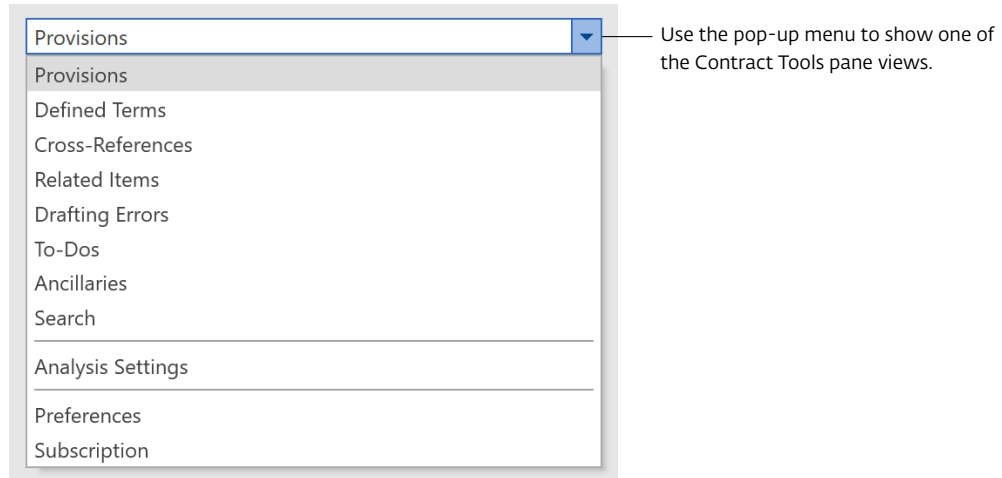 Provisions
Use the pop-up menu to show one of
the Contract Tools pane views.
Provisions
Defined Terms
Cross-References
Related Items
Drafting Errors
To-Dos
Ancillaries
Search
Analysis Settings
Preferences
Subscription